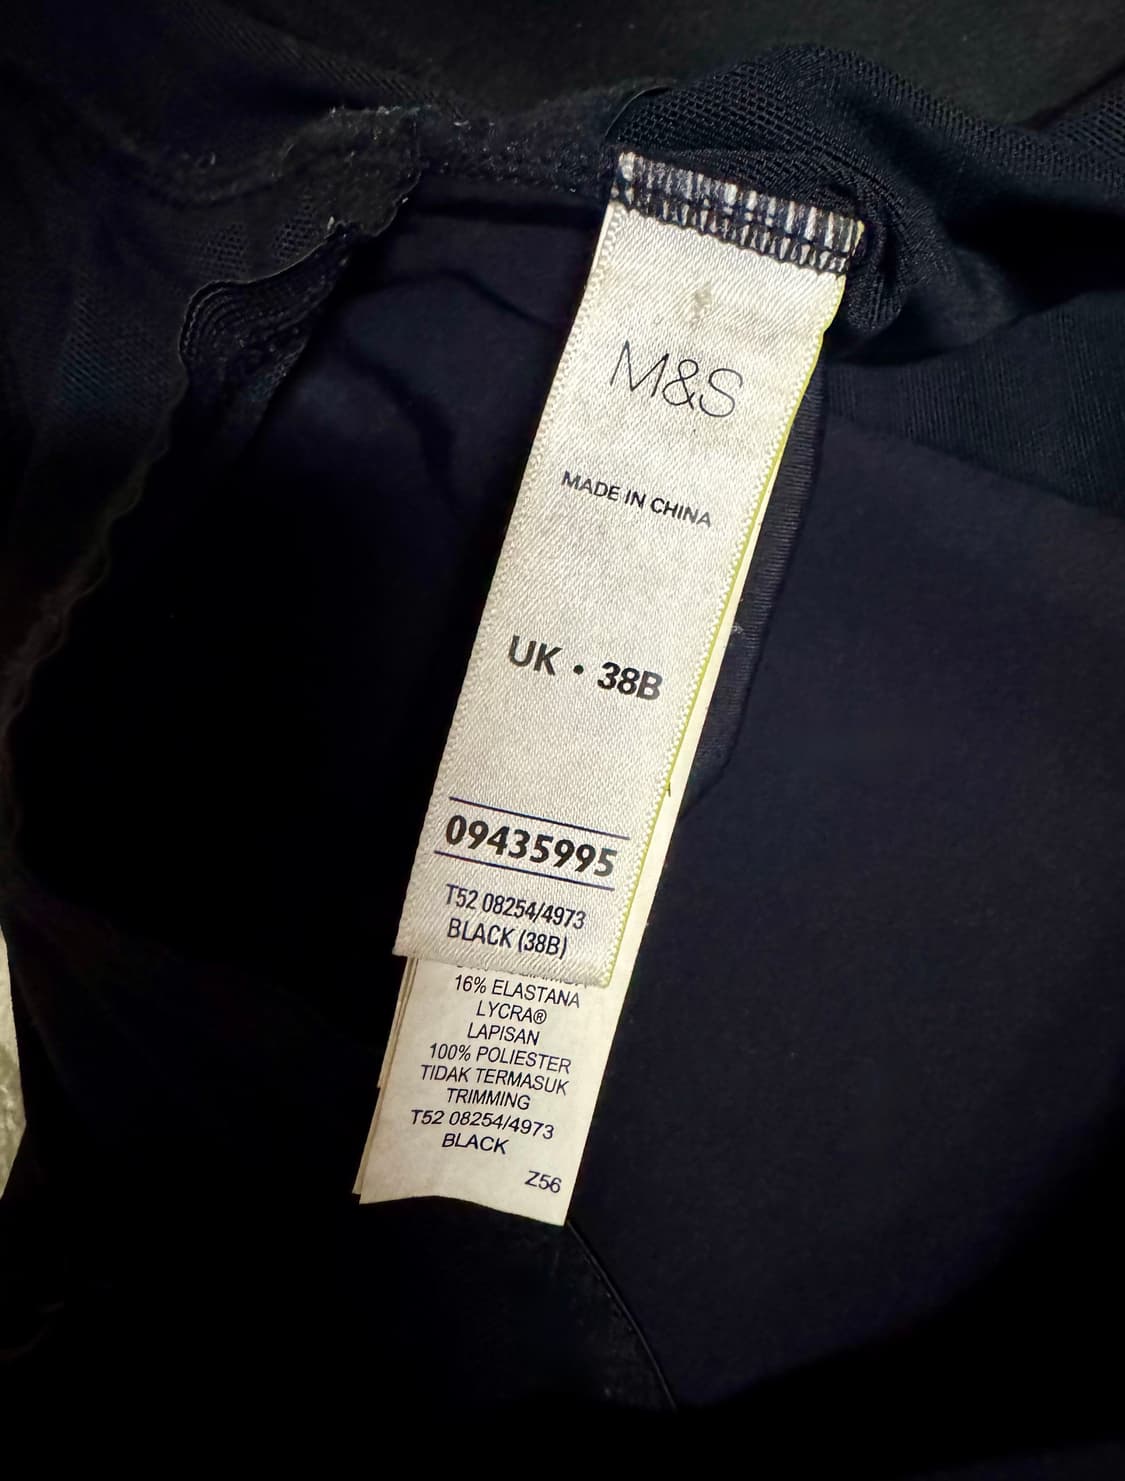 M&S
MADE IN CHINA
UK • 38B
09435995
T52 08254/4973
BLACK (38B)
16% ELASTANA
LYCRA®
LAPISAN
100% POLIESTER
TIDAK TERMASUK
TRIMMING
T52 08254/4973
BLACK
Z56